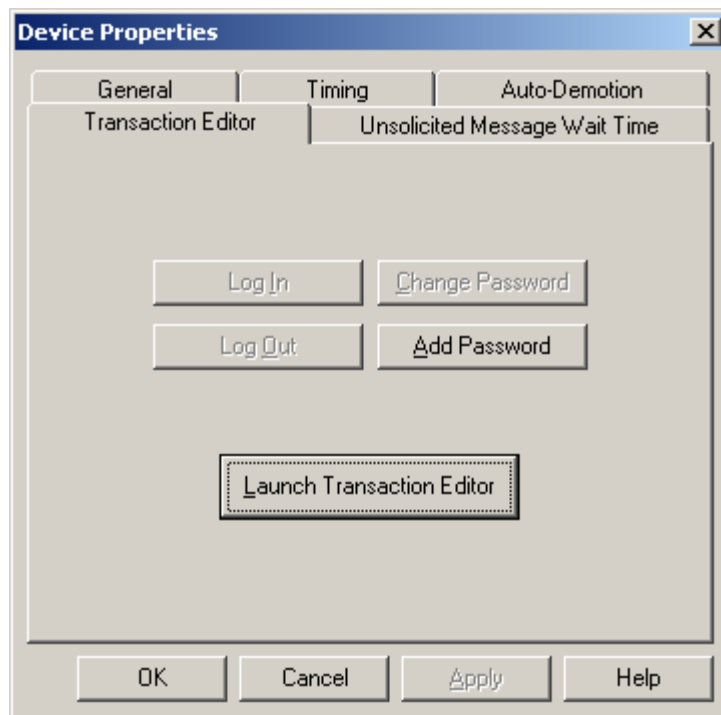 Device Properties
General Timing Auto-Demotion
Transaction Editor Unsolicited Message Wait Time
Log In Change Password
Log Out Add Password
Launch Transaction Editor
OK Cancel Apply Help